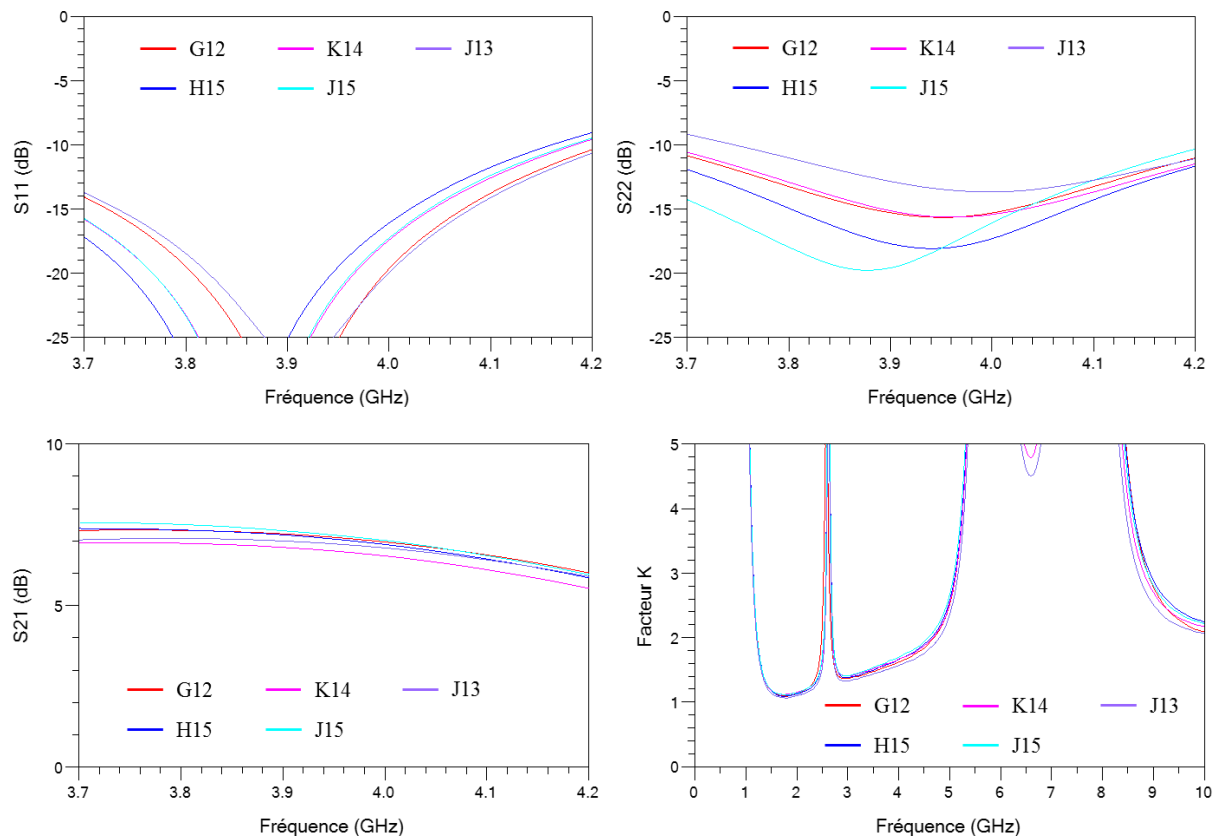 0
-5
-10
-15
-20
-25
S11 (dB)
G12 K14 J13
H15 J15
3.7 3.8 3.9 4.0 4.1 4.2
Fréquence (GHz)
0
-5
-10
-15
-20
-25
S22 (dB)
G12 K14 J13
H15 J15
3.7 3.8 3.9 4.0 4.1 4.2
Fréquence (GHz)
10
5
0
S21 (dB)
G12 K14 J13
H15 J15
3.7 3.8 3.9 4.0 4.1 4.2
Fréquence (GHz)
5
4
3
2
1
0
Facteur K
G12 K14 J13
H15 J15
0 1 2 3 4 5 6 7 8 9 10
Fréquence (GHz)